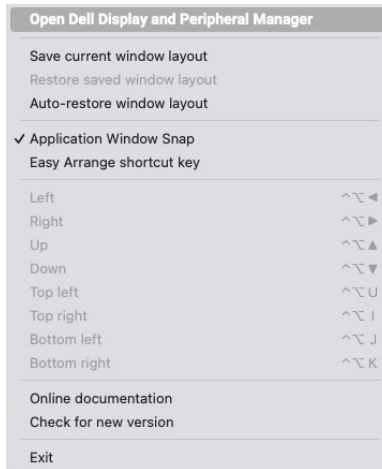 Open Dell Display and Peripheral Manager
Save current window layout
Restore saved window layout
Auto-restore window layout
✓ Application Window Snap
Easy Arrange shortcut key
Left ^⌥◀
Right ^⌥▶
Up ^⌥▲
Down ^⌥▼
Top left ^⌥U
Top right ^⌥I
Bottom left ^⌥J
Bottom right ^⌥K
Online documentation
Check for new version
Exit